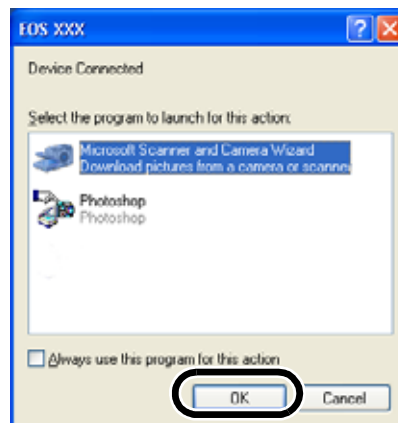 EOS XXX
Device Connected
Select the program to launch for this action:
Microsoft Scanner and Camera Wizard
Download pictures from a camera or scanner
Photoshop
Photoshop
Always use this program for this action
OK
Cancel